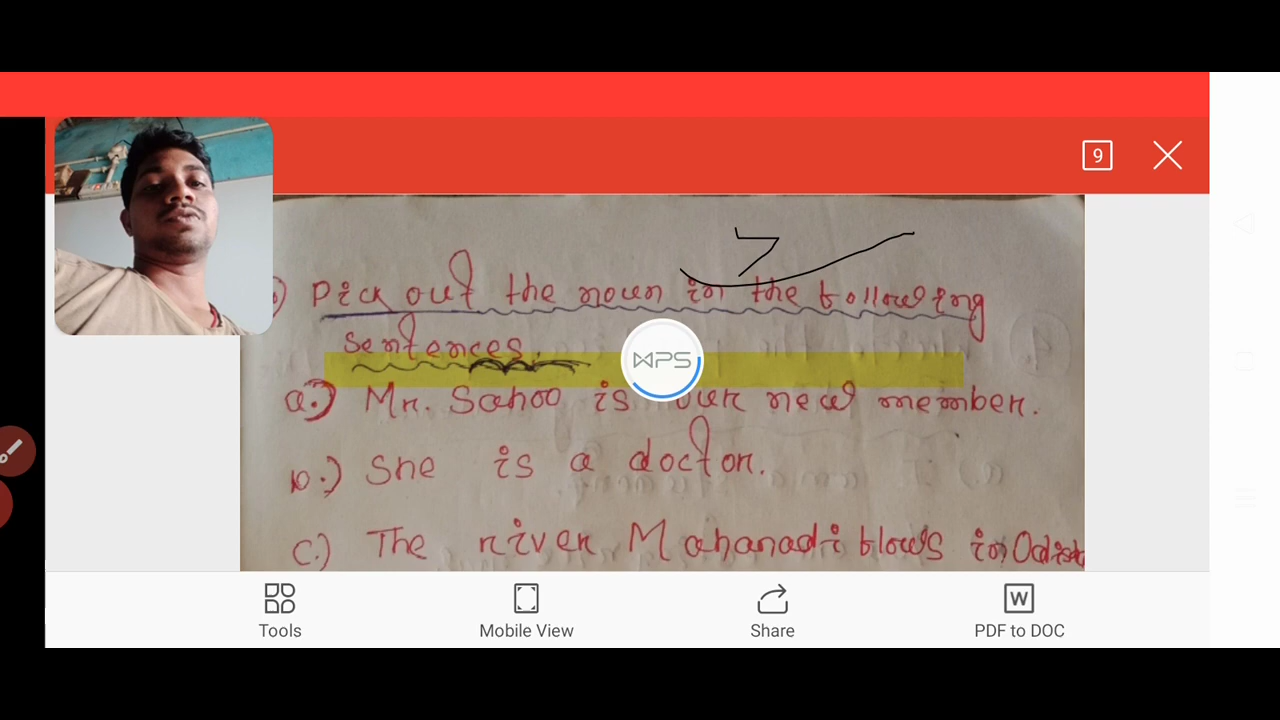 9
Pick out the noun in the following
sentences.
a.) Mr. Sahoo is our new member.
b.) She is a doctor.
c.) The river Mahanadi flows in
WPS
Tools
Mobile View
Share
W
PDF to DOC